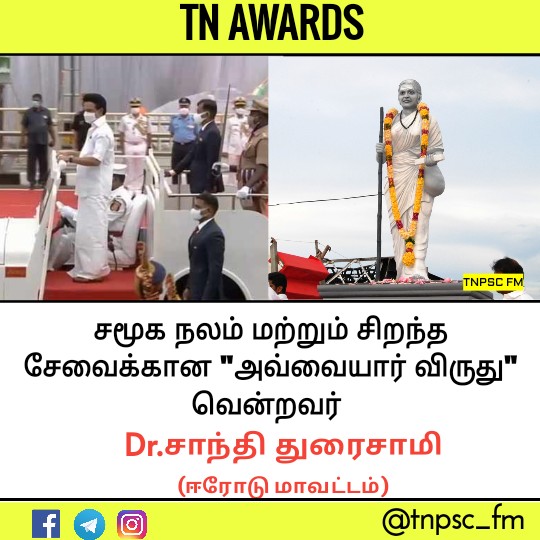 TN AWARDS
TNPSC FM
சமூக நலம் மற்றும் சிறந்த
சேவைக்கான "அவ்வையார் விருது"
வென்றவர்
Dr.சாந்தி துரைசாமி
(ஈரோடு மாவட்டம்)
@tnpsc_fm